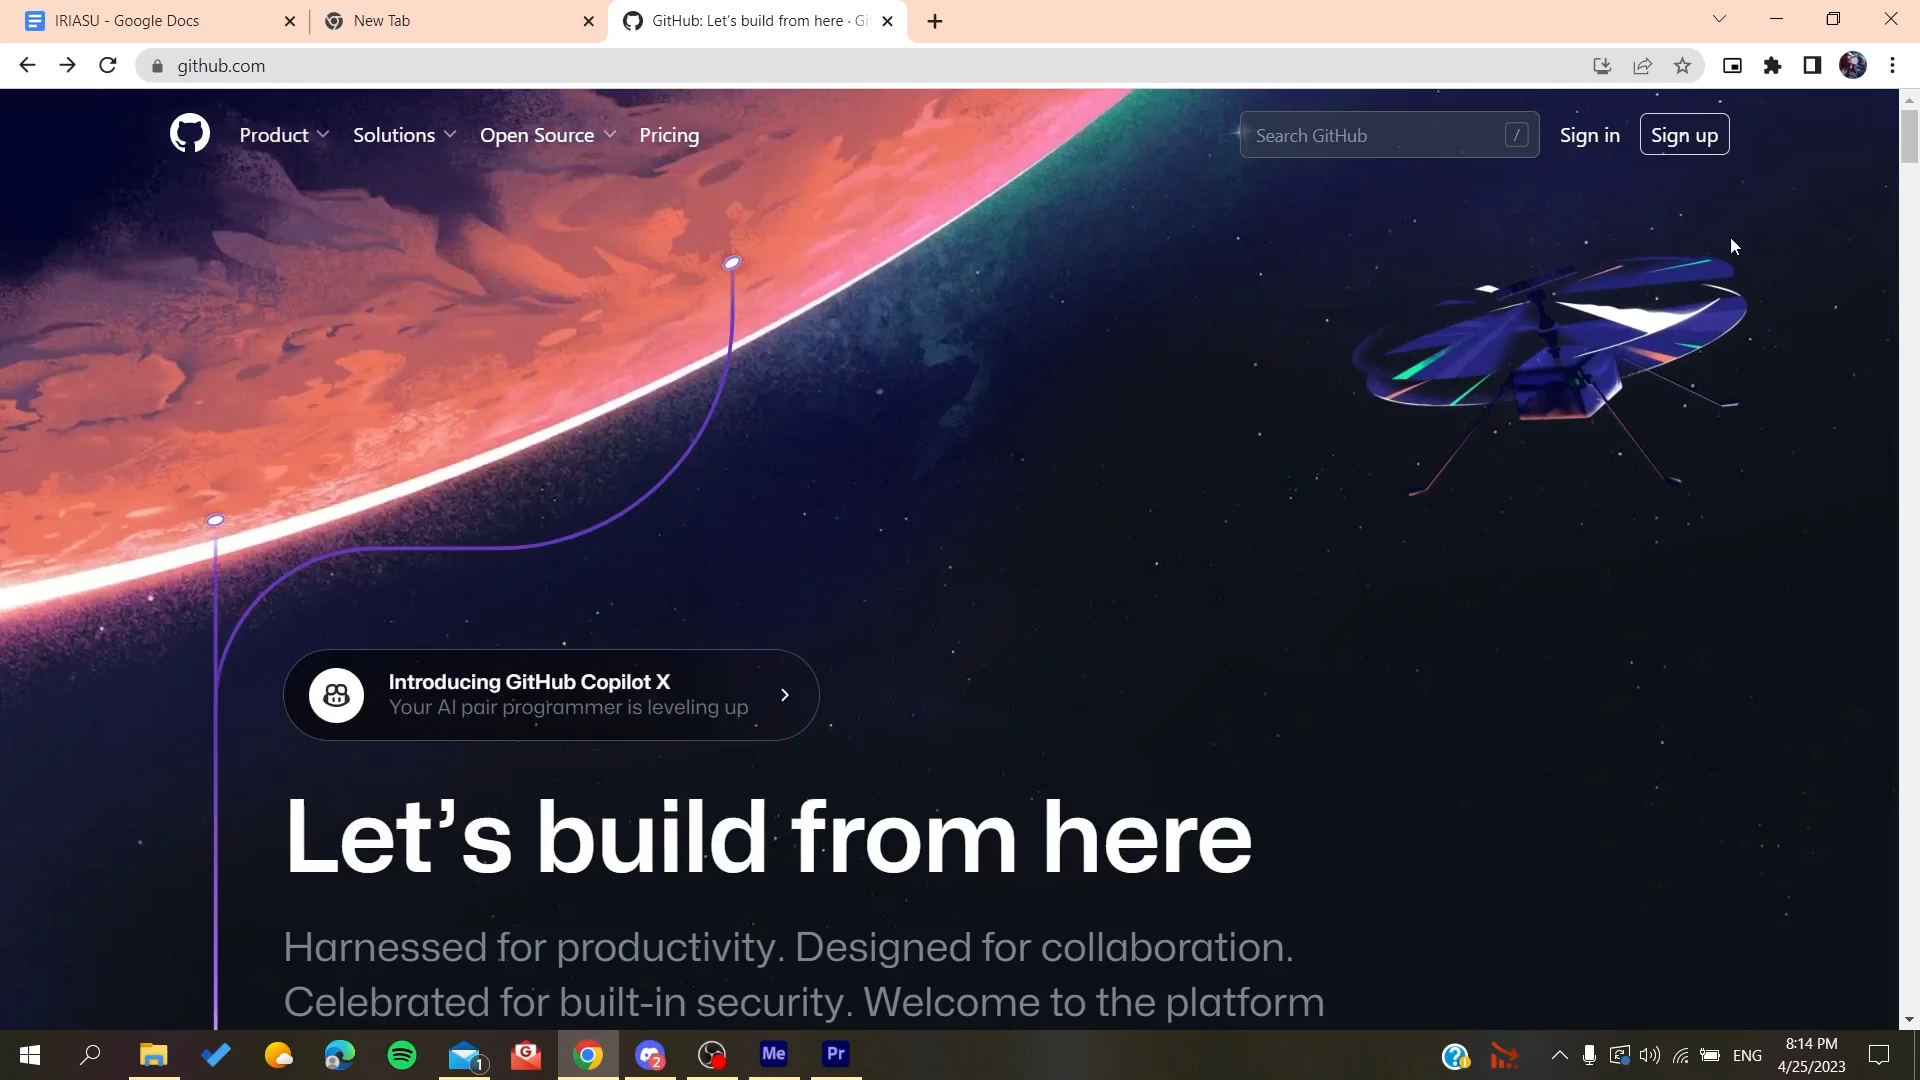 IRIASU - Google Docs
New Tab
GitHub: Let's build from here · Gi
github.com
Product
Solutions
Open Source
Pricing
Search GitHub
/
Sign in
Sign up
Introducing GitHub Copilot X
Your AI pair programmer is leveling up
Let’s build from here
Harnessed for productivity. Designed for collaboration.
Celebrated for built-in security. Welcome to the platform
1
G
2
Me
Pr
ENG
8:14 PM
4/25/2023